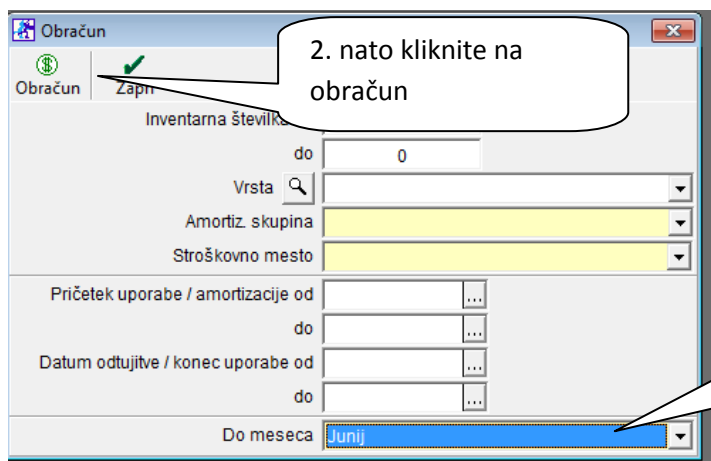 Obračun
2. nato kliknite na
obračun
Obračun Zapri
Inventarna številka
do 0
Vrsta
Amortiz. skupina
Stroškovno mesto
Pričetek uporabe / amortizacije od ...
do ...
Datum odtujitve / konec uporabe od ...
do ...
Do meseca Junij